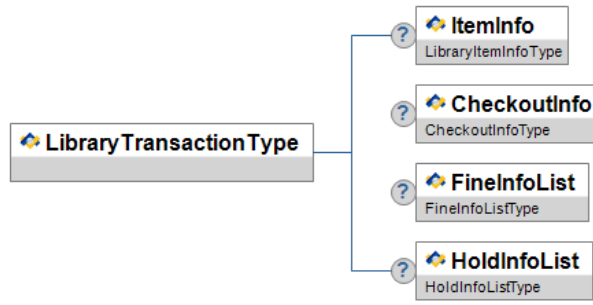 ItemInfo
LibraryItemInfoType
?
CheckoutInfo
CheckoutInfoType
?
LibraryTransactionType
FineInfoList
FineInfoListType
?
HoldInfoList
HoldInfoListType
?